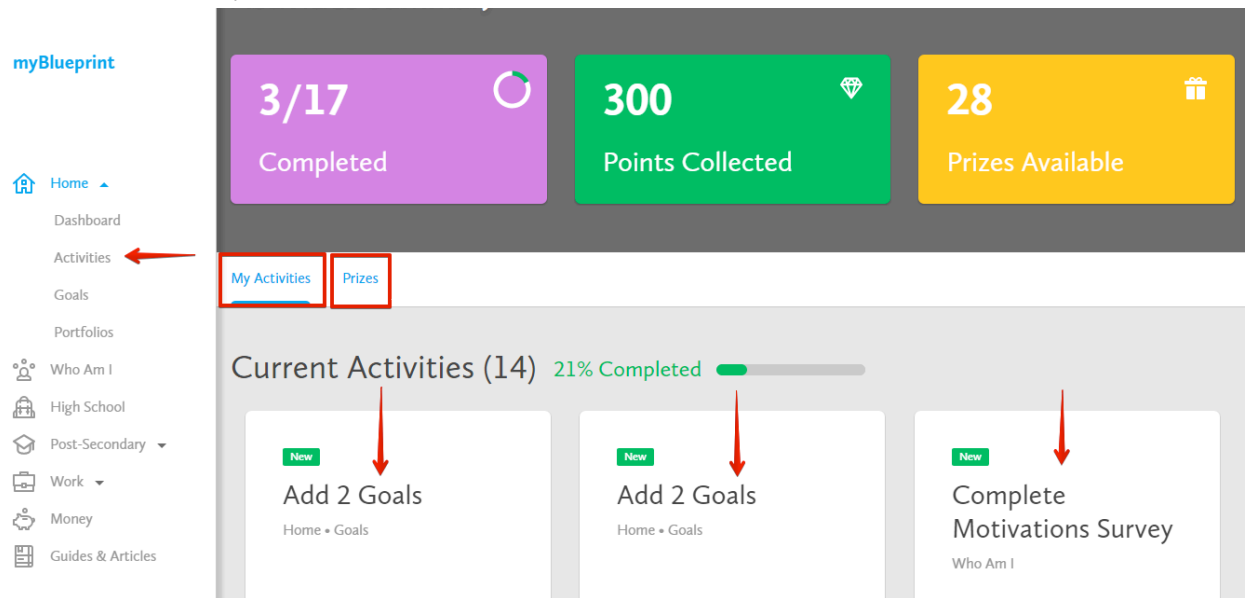 myBlueprint
Home
Dashboard
Activities
Goals
Portfolios
Who Am I
High School
Post-Secondary
Work
Money
Guides & Articles
3/17
Completed
300
Points Collected
28
Prizes Available
My Activities
Prizes
Current Activities (14) 21% Completed
New
Add 2 Goals
Home • Goals
New
Add 2 Goals
Home • Goals
New
Complete
Motivations Survey
Who Am I